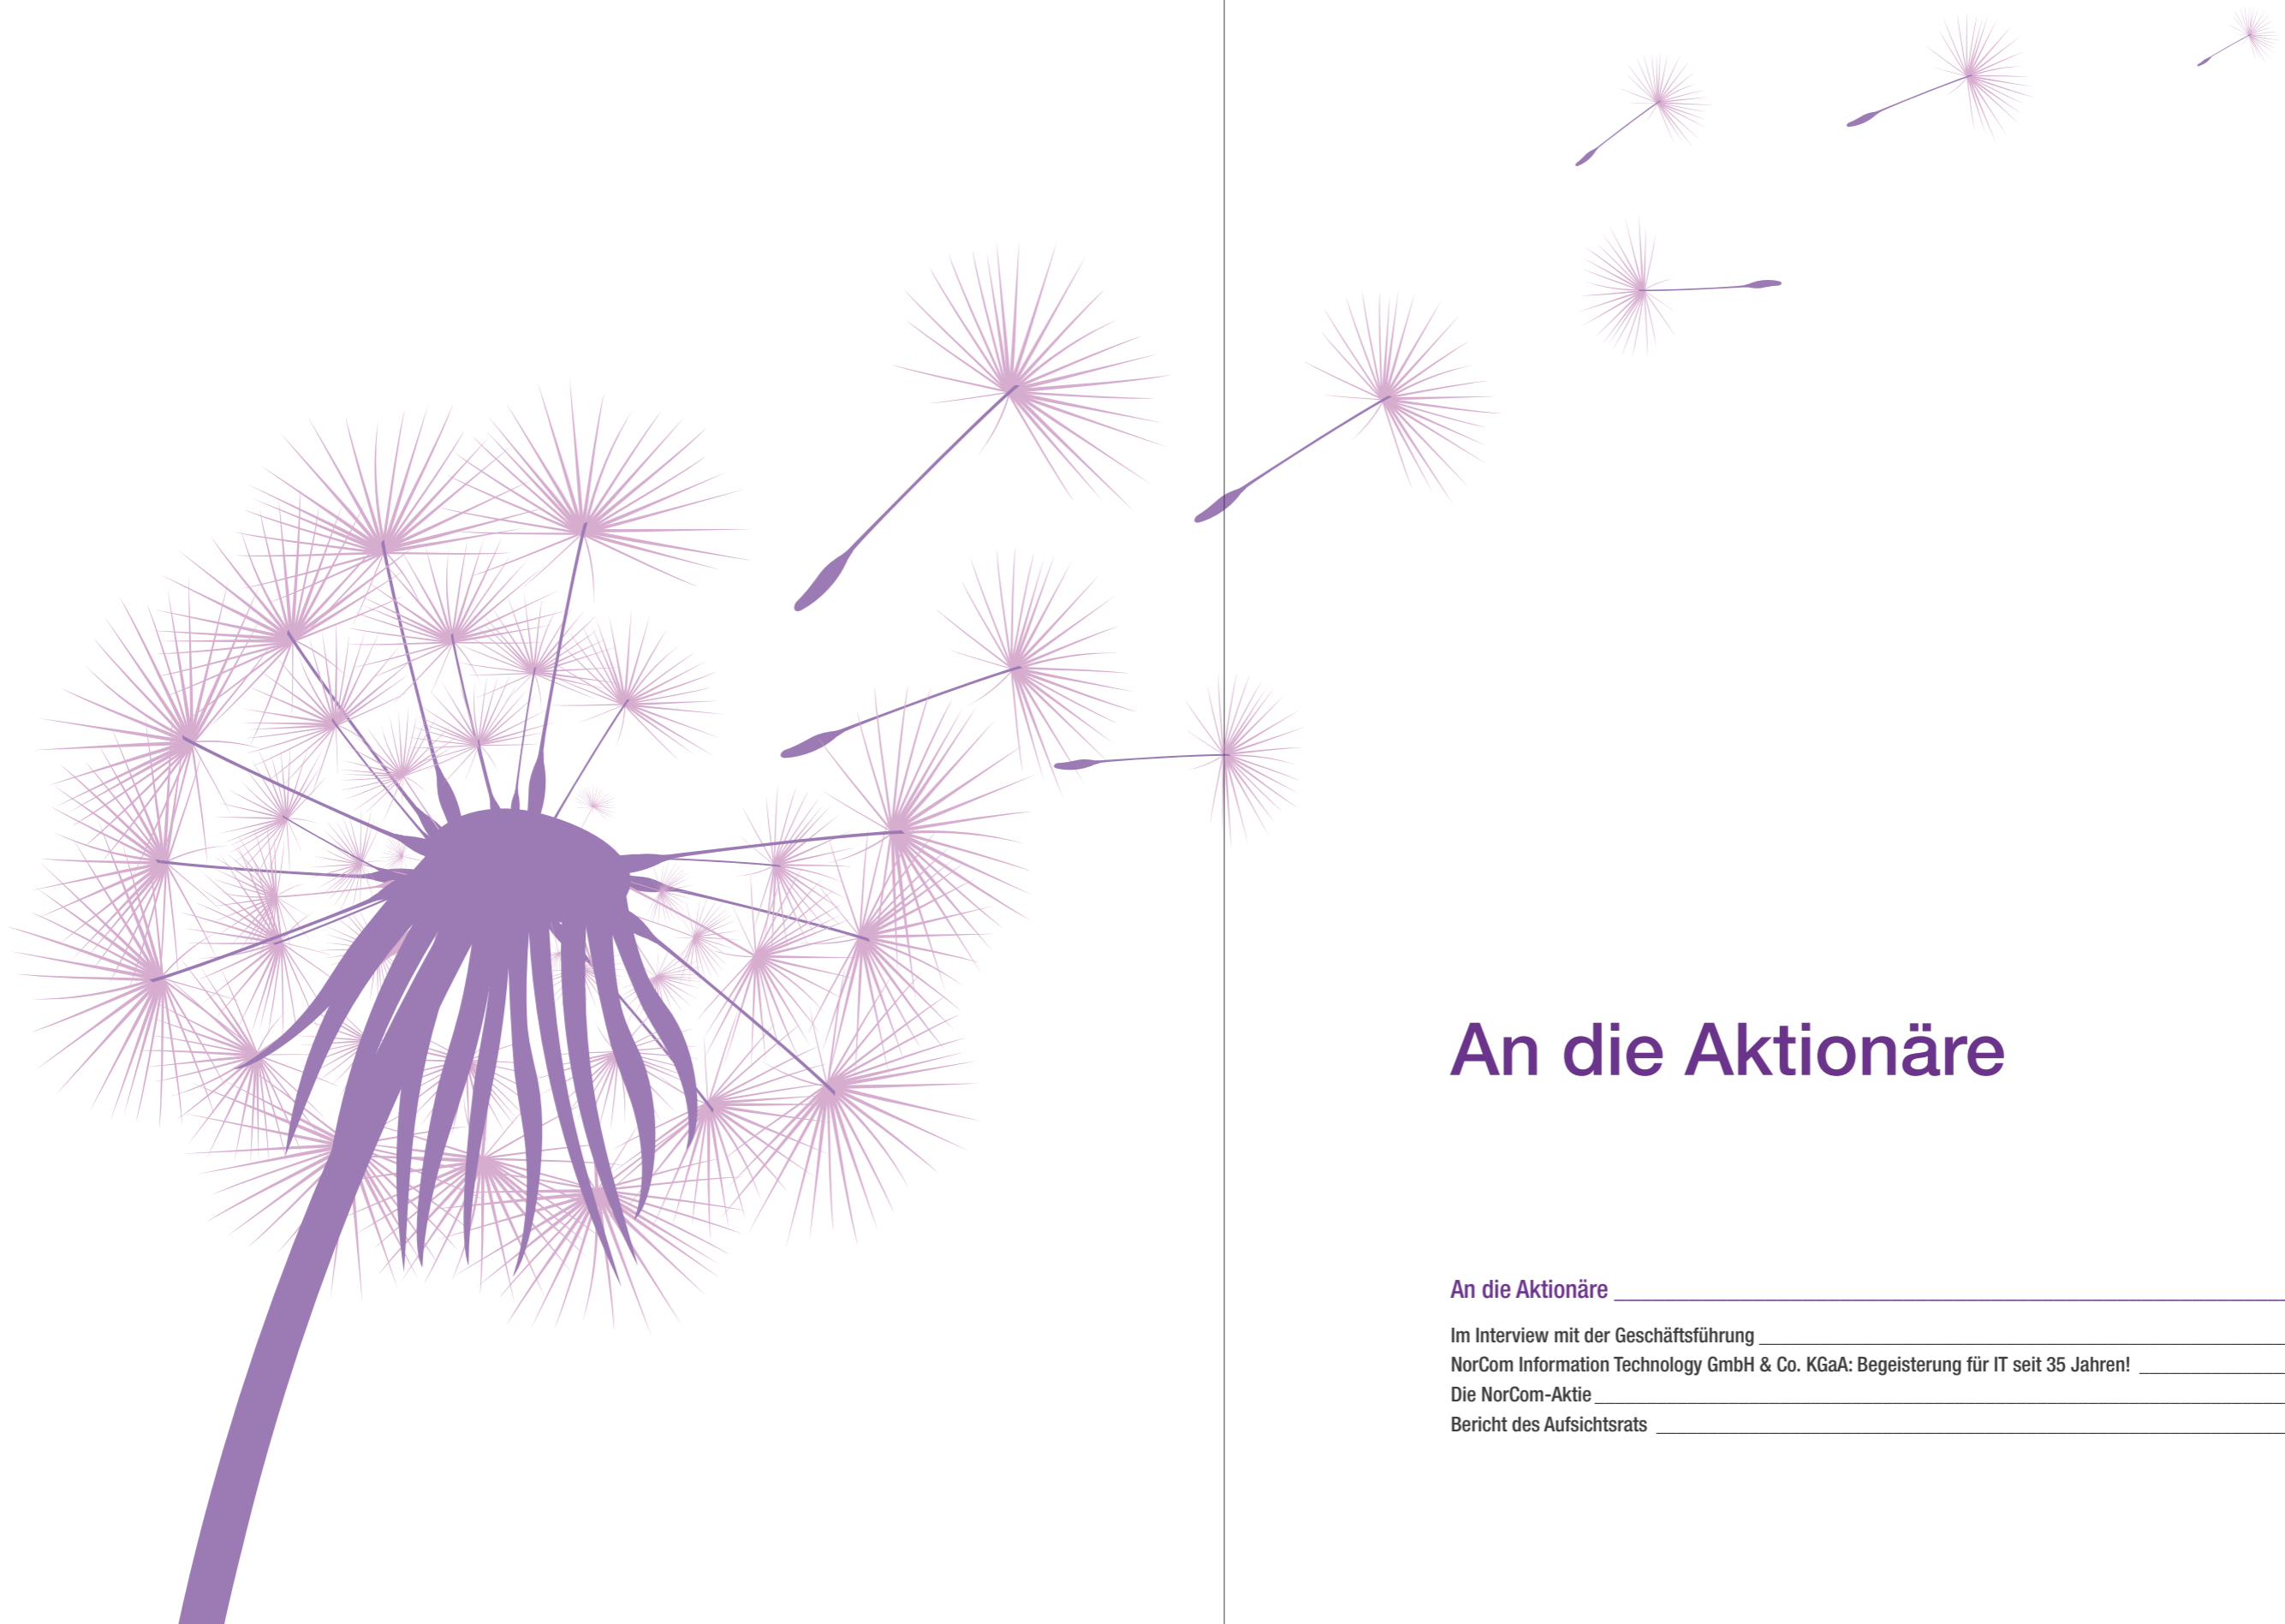 An die Aktionäre
An die Aktionäre
Im Interview mit der Geschäftsführung
NorCom Information Technology GmbH & Co. KGaA: Begeisterung für IT seit 35 Jahren!
Die NorCom-Aktie
Bericht des Aufsichtsrats